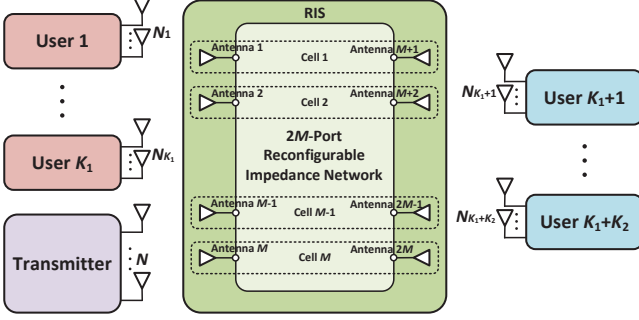 User 1
N1
User K1
NK1
Transmitter
N
RIS
Antenna 1
Cell 1
Antenna M+1
Antenna 2
Cell 2
Antenna M+2
2M-Port
Reconfigurable
Impedance Network
Antenna M-1
Cell M-1
Antenna 2M-1
Antenna M
Cell M
Antenna 2M
NK1+1
User K1+1
NK1+K2
User K1+K2